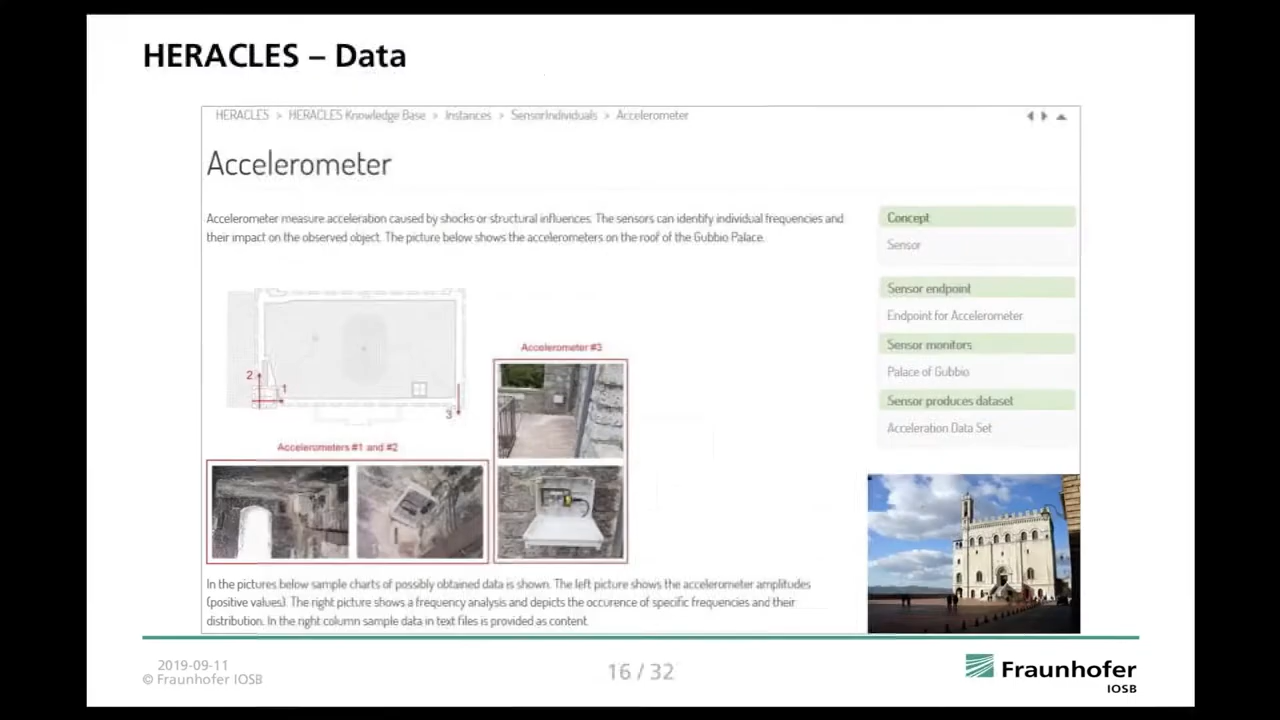 HERACLES – Data
HERACLES > HERACLES Knowledge Base > Instances > SensorIndividuals > Accelerometer
Accelerometer
Accelerometer measure acceleration caused by shocks or structural influences. The sensors can identify individual frequencies and
their impact on the observed object. The picture below shows the accelerometers on the roof of the Gubbio Palace.
Concept
Sensor
Sensor endpoint
Endpoint for Accelerometer
Sensor monitors
Palace of Gubbio
Sensor produces dataset
Acceleration Data Set
2
1
3
Accelerometer #3
Accelerometers #1 and #2
In the pictures below sample charts of possibly obtained data is shown. The left picture shows the accelerometer amplitudes
(positive values). The right picture shows a frequency analysis and depicts the occurence of specific frequencies and their
distribution. In the right column sample data in text files is provided as content.
2019-09-11
© Fraunhofer IOSB
16 / 32
Fraunhofer
IOSB